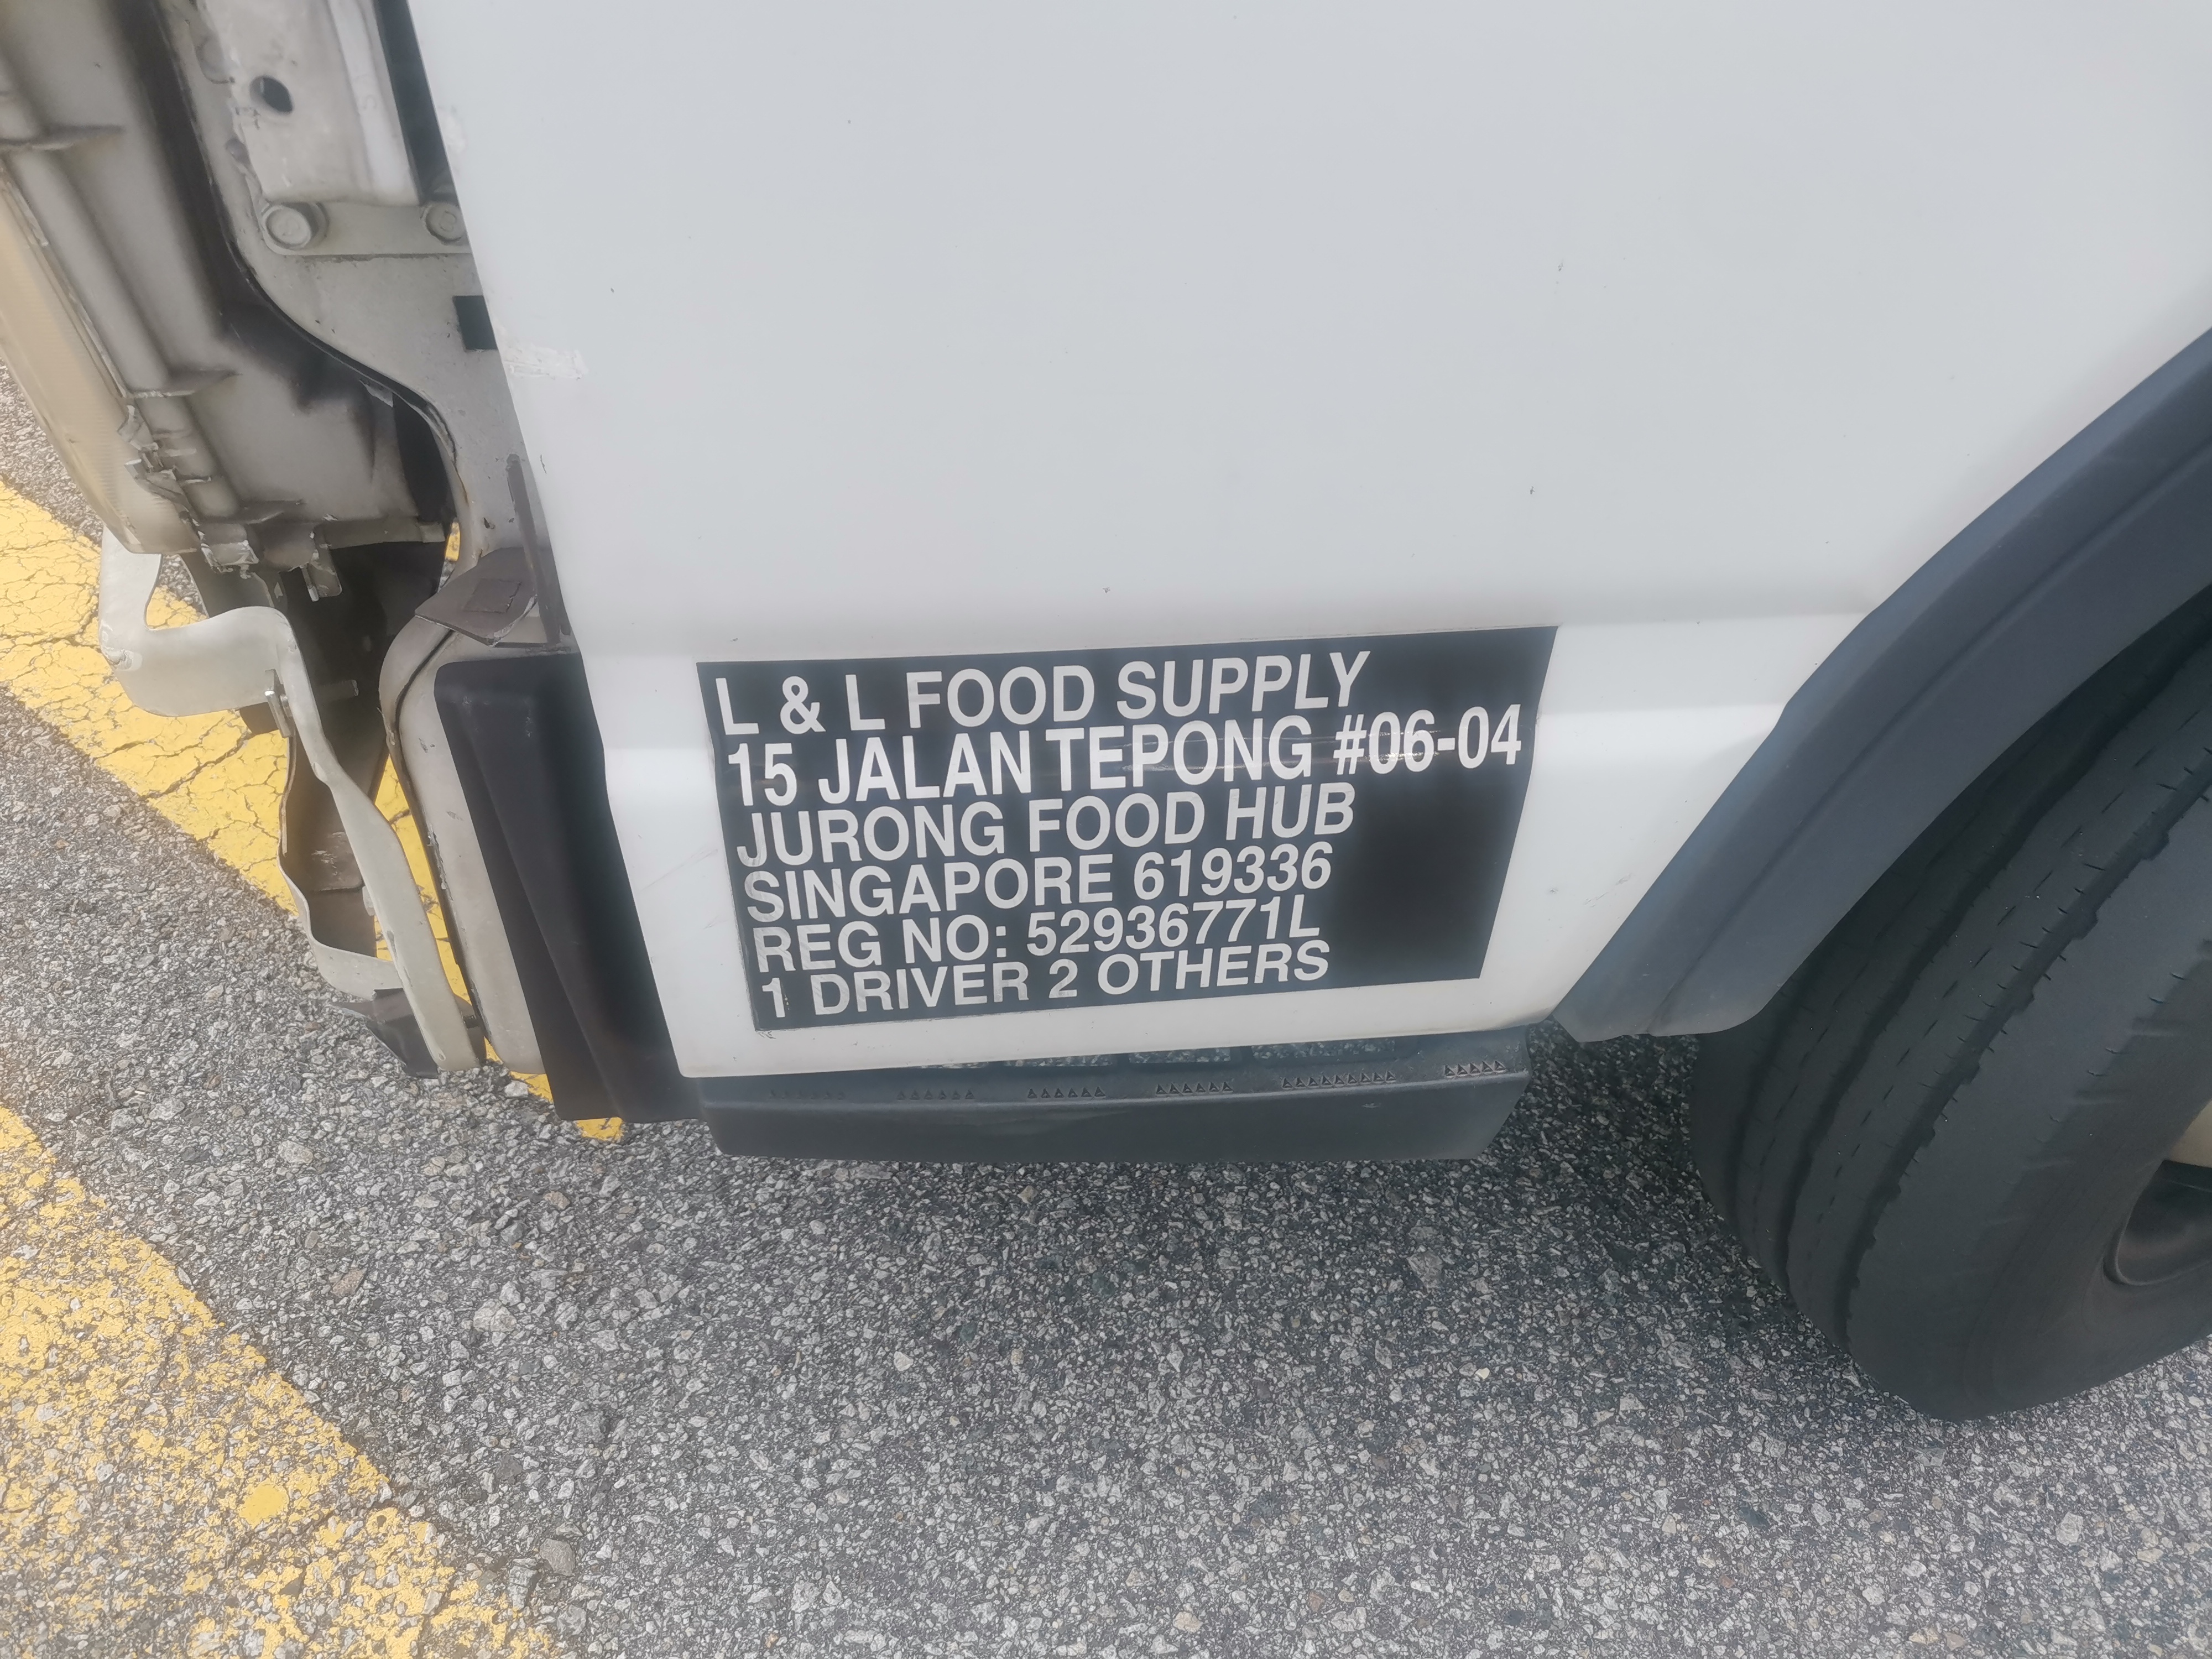 L & L FOOD SUPPLY
15 JALAN TEPONG #06-04
JURONG FOOD HUB
SINGAPORE 619336
REG NO: 52936771L
1 DRIVER 2 OTHERS